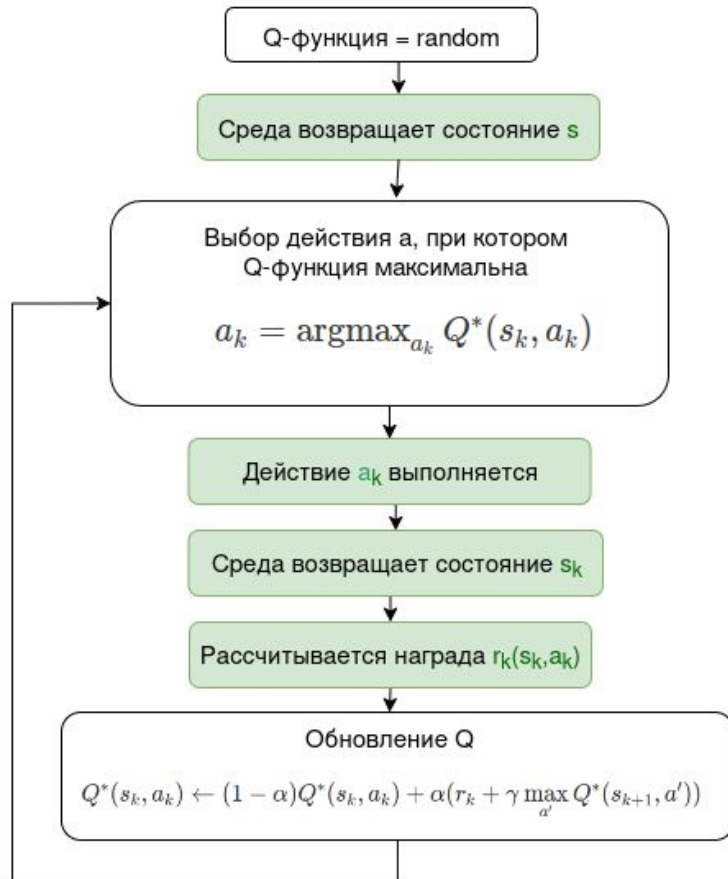 Q-функция = random
Среда возвращает состояние s
Выбор действия а, при котором
Q-функция максимальна
a_k = argmax_{a_k} Q^*(s_k, a_k)
Действие a_k выполняется
Среда возвращает состояние s_k
Рассчитывается награда r_k(s_k,a_k)
Обновление Q
Q^*(s_k, a_k) ← (1 − α)Q^*(s_k, a_k) + α(r_k + γ max_{a'} Q^*(s_{k+1}, a'))